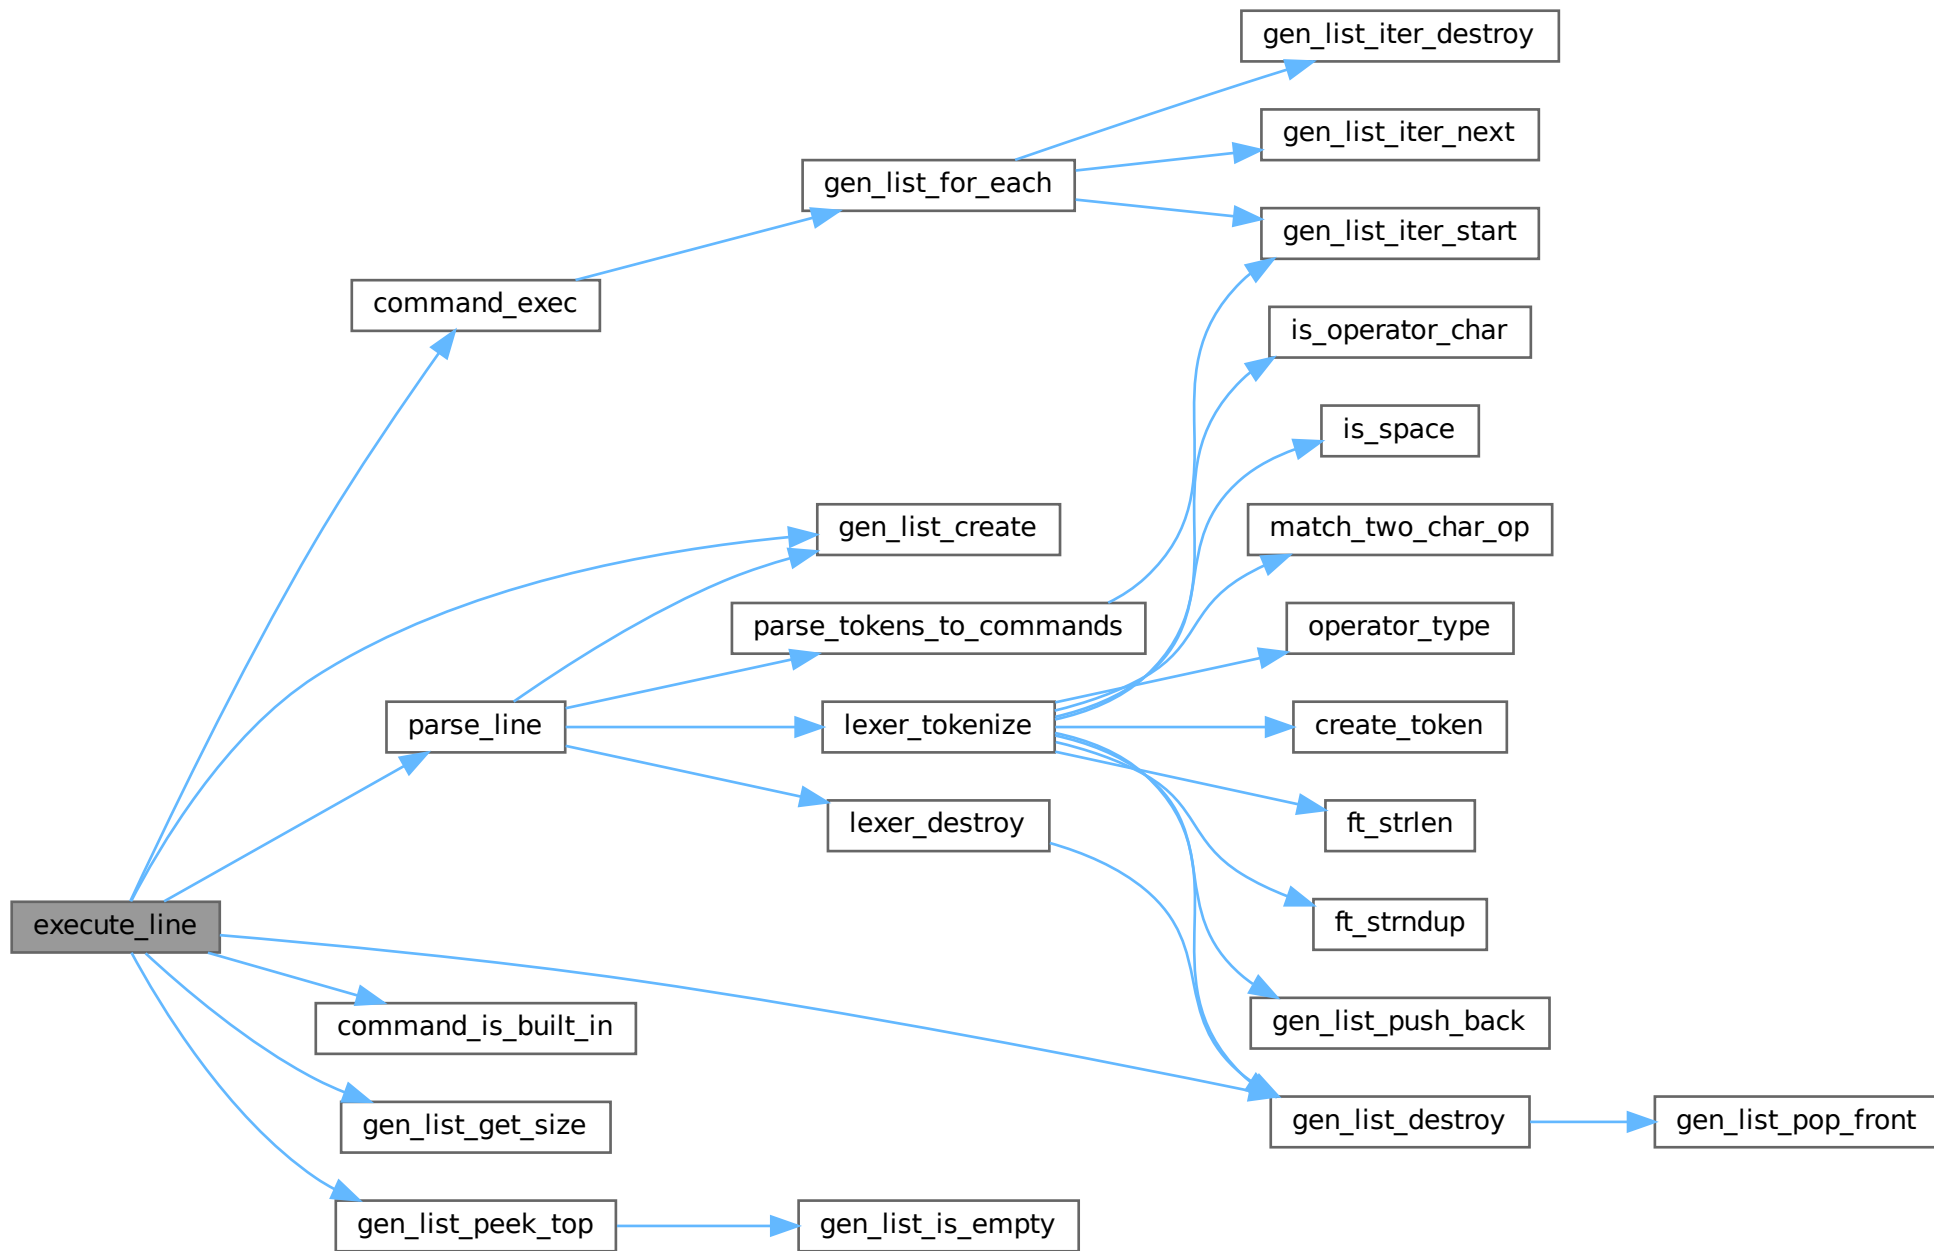 gen_list_iter_destroy
gen_list_iter_next
gen_list_for_each
gen_list_iter_start
command_exec
is_operator_char
is_space
gen_list_create
match_two_char_op
parse_tokens_to_commands
operator_type
parse_line
lexer_tokenize
create_token
lexer_destroy
ft_strlen
execute_line
ft_strndup
command_is_built_in
gen_list_push_back
gen_list_get_size
gen_list_destroy
gen_list_pop_front
gen_list_peek_top
gen_list_is_empty